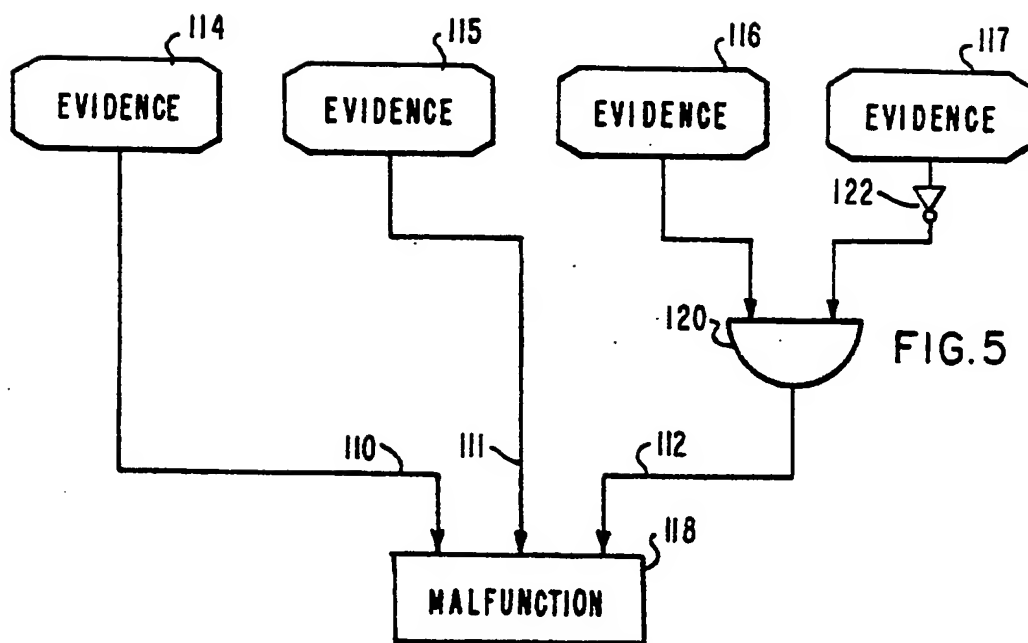 114
115
116
117
EVIDENCE
EVIDENCE
EVIDENCE
EVIDENCE
122
120
FIG. 5
110
111
112
118
MALFUNCTION